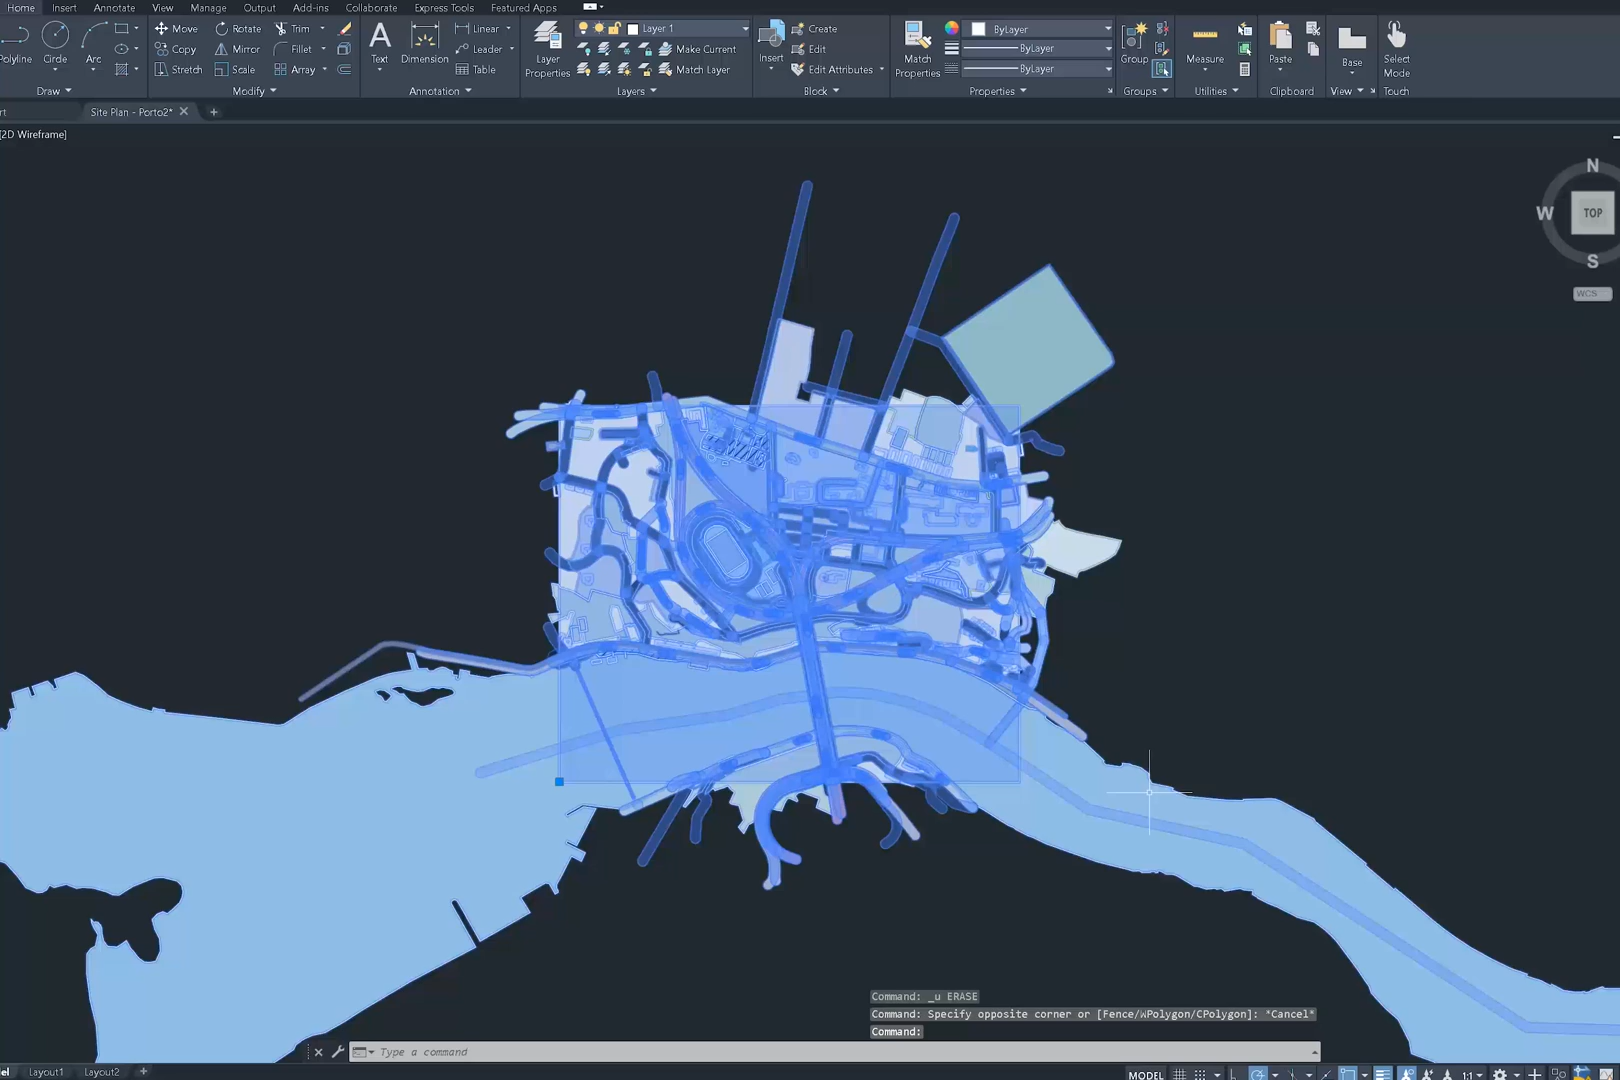 Home Insert Annotate View Manage Output Add-ins Collaborate Express Tools Featured Apps
Polyline Circle Arc
Move Rotate Trim
Copy Mirror Fillet
Stretch Scale Array
Text Dimension
Linear
Leader
Table
Layer Properties
Layer 1
Make Current
Match Layer
Insert
Create
Edit
Edit Attributes
Match Properties
ByLayer
ByLayer
ByLayer
Group
Measure
Paste
Base
Select Mode
Draw Modify Annotation Layers Block Properties Groups Utilities Clipboard View Touch
rt Site Plan - Porto2*
[2D Wireframe]
N
W TOP
S
WCS
Command: _u ERASE
Command: Specify opposite corner or [Fence/WPolygon/CPolygon]: *Cancel*
Command:
Type a command
del Layout1 Layout2 MODEL 1:1